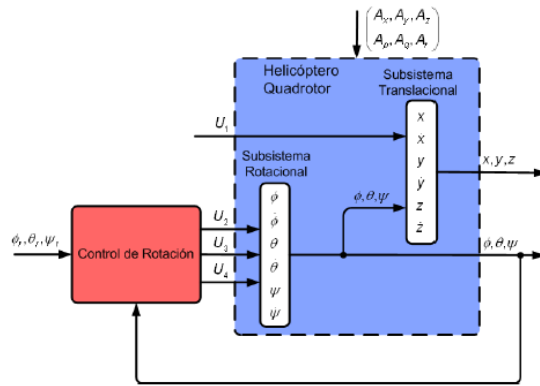 (A_x, A_y, A_z)
(A_p, A_q, A_r)
Helicóptero
Quadrotor
Subsistema
Translacional
U_1
x
ẋ
y
ẏ
z
ż
x, y, z
Subsistema
Rotacional
ϕ
ϕ̇
θ
θ̇
ψ
ψ̇
ϕ,θ,ψ
ϕ,θ,ψ
U_2
U_3
U_4
ϕ_r,θ_r,ψ_r
Control de Rotación